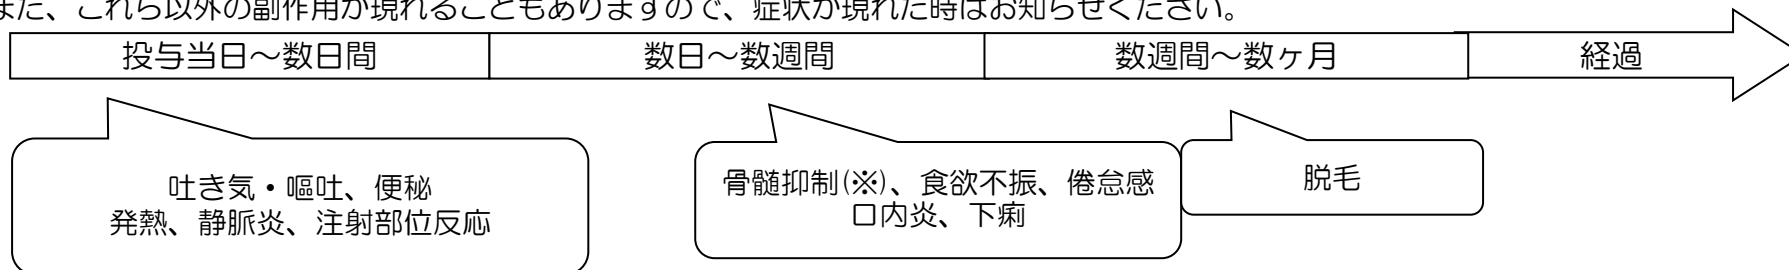 また、これら以外の副作用が現れることもありますので、症状が現れた時はお知らせください。
投与当日～数日間
数日～数週間
数週間～数ヶ月
経過
吐き気・嘔吐、便秘
発熱、静脈炎、注射部位反応
骨髄抑制(※)、食欲不振、倦怠感
口内炎、下痢
脱毛